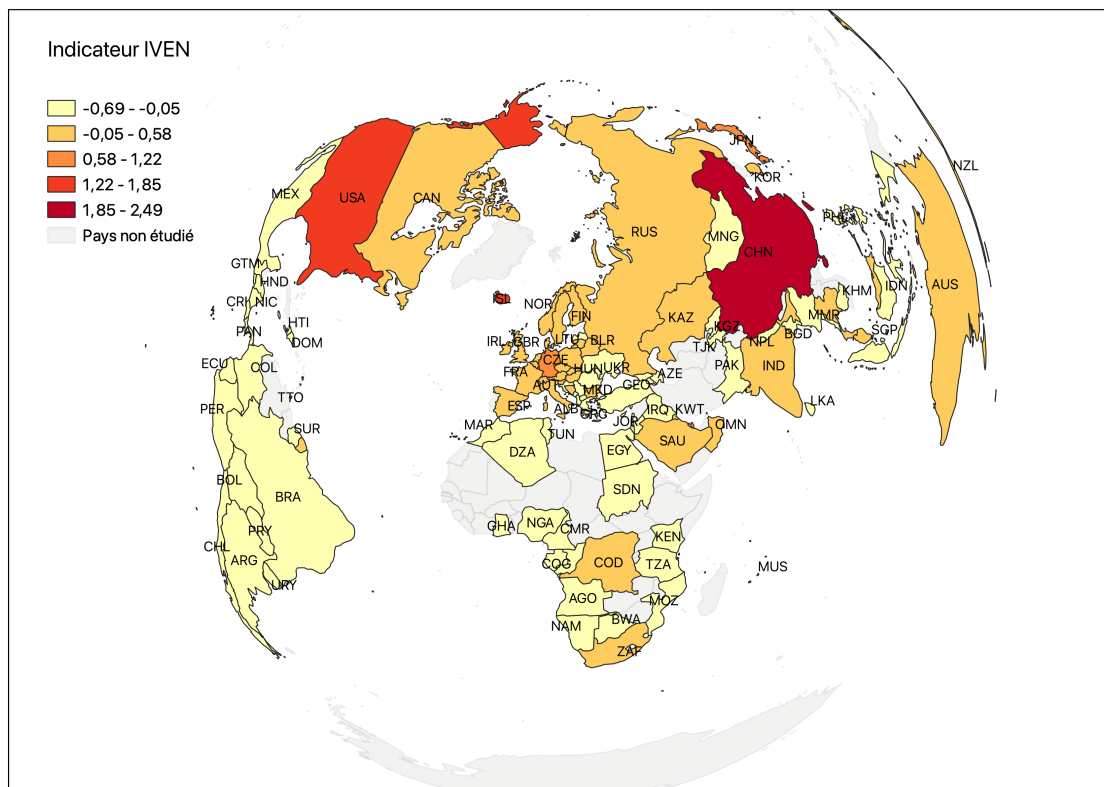 Indicateur IVEN
-0,69 - -0,05
-0,05 - 0,58
0,58 - 1,22
1,22 - 1,85
1,85 - 2,49
Pays non étudié
JPN
NZL
KOR
MEX
USA
CAN
PHL
RUS
MNG
CHN
GTM
HND
IDN
AUS
KHM
CRI
NIC
ISL
NOR
FIN
KAZ
MMR
HTI
PAN
DOM
IRL
GBR
LTU
BLR
KGZ
TJK
NPL
BGD
SGP
ECU
COL
FRA
CZE
HUN
UKR
AZE
PAK
IND
AUT
MKD
GEO
TTO
PER
ESP
ALB
GRC
IRQ
KWT
LKA
SUR
MAR
TUN
JOR
OMN
DZA
EGY
SAU
BOL
BRA
SDN
GHA
NGA
CMR
PRY
KEN
CHL
ARG
COG
COD
TZA
MUS
URY
AGO
MOZ
NAM
BWA
ZAF